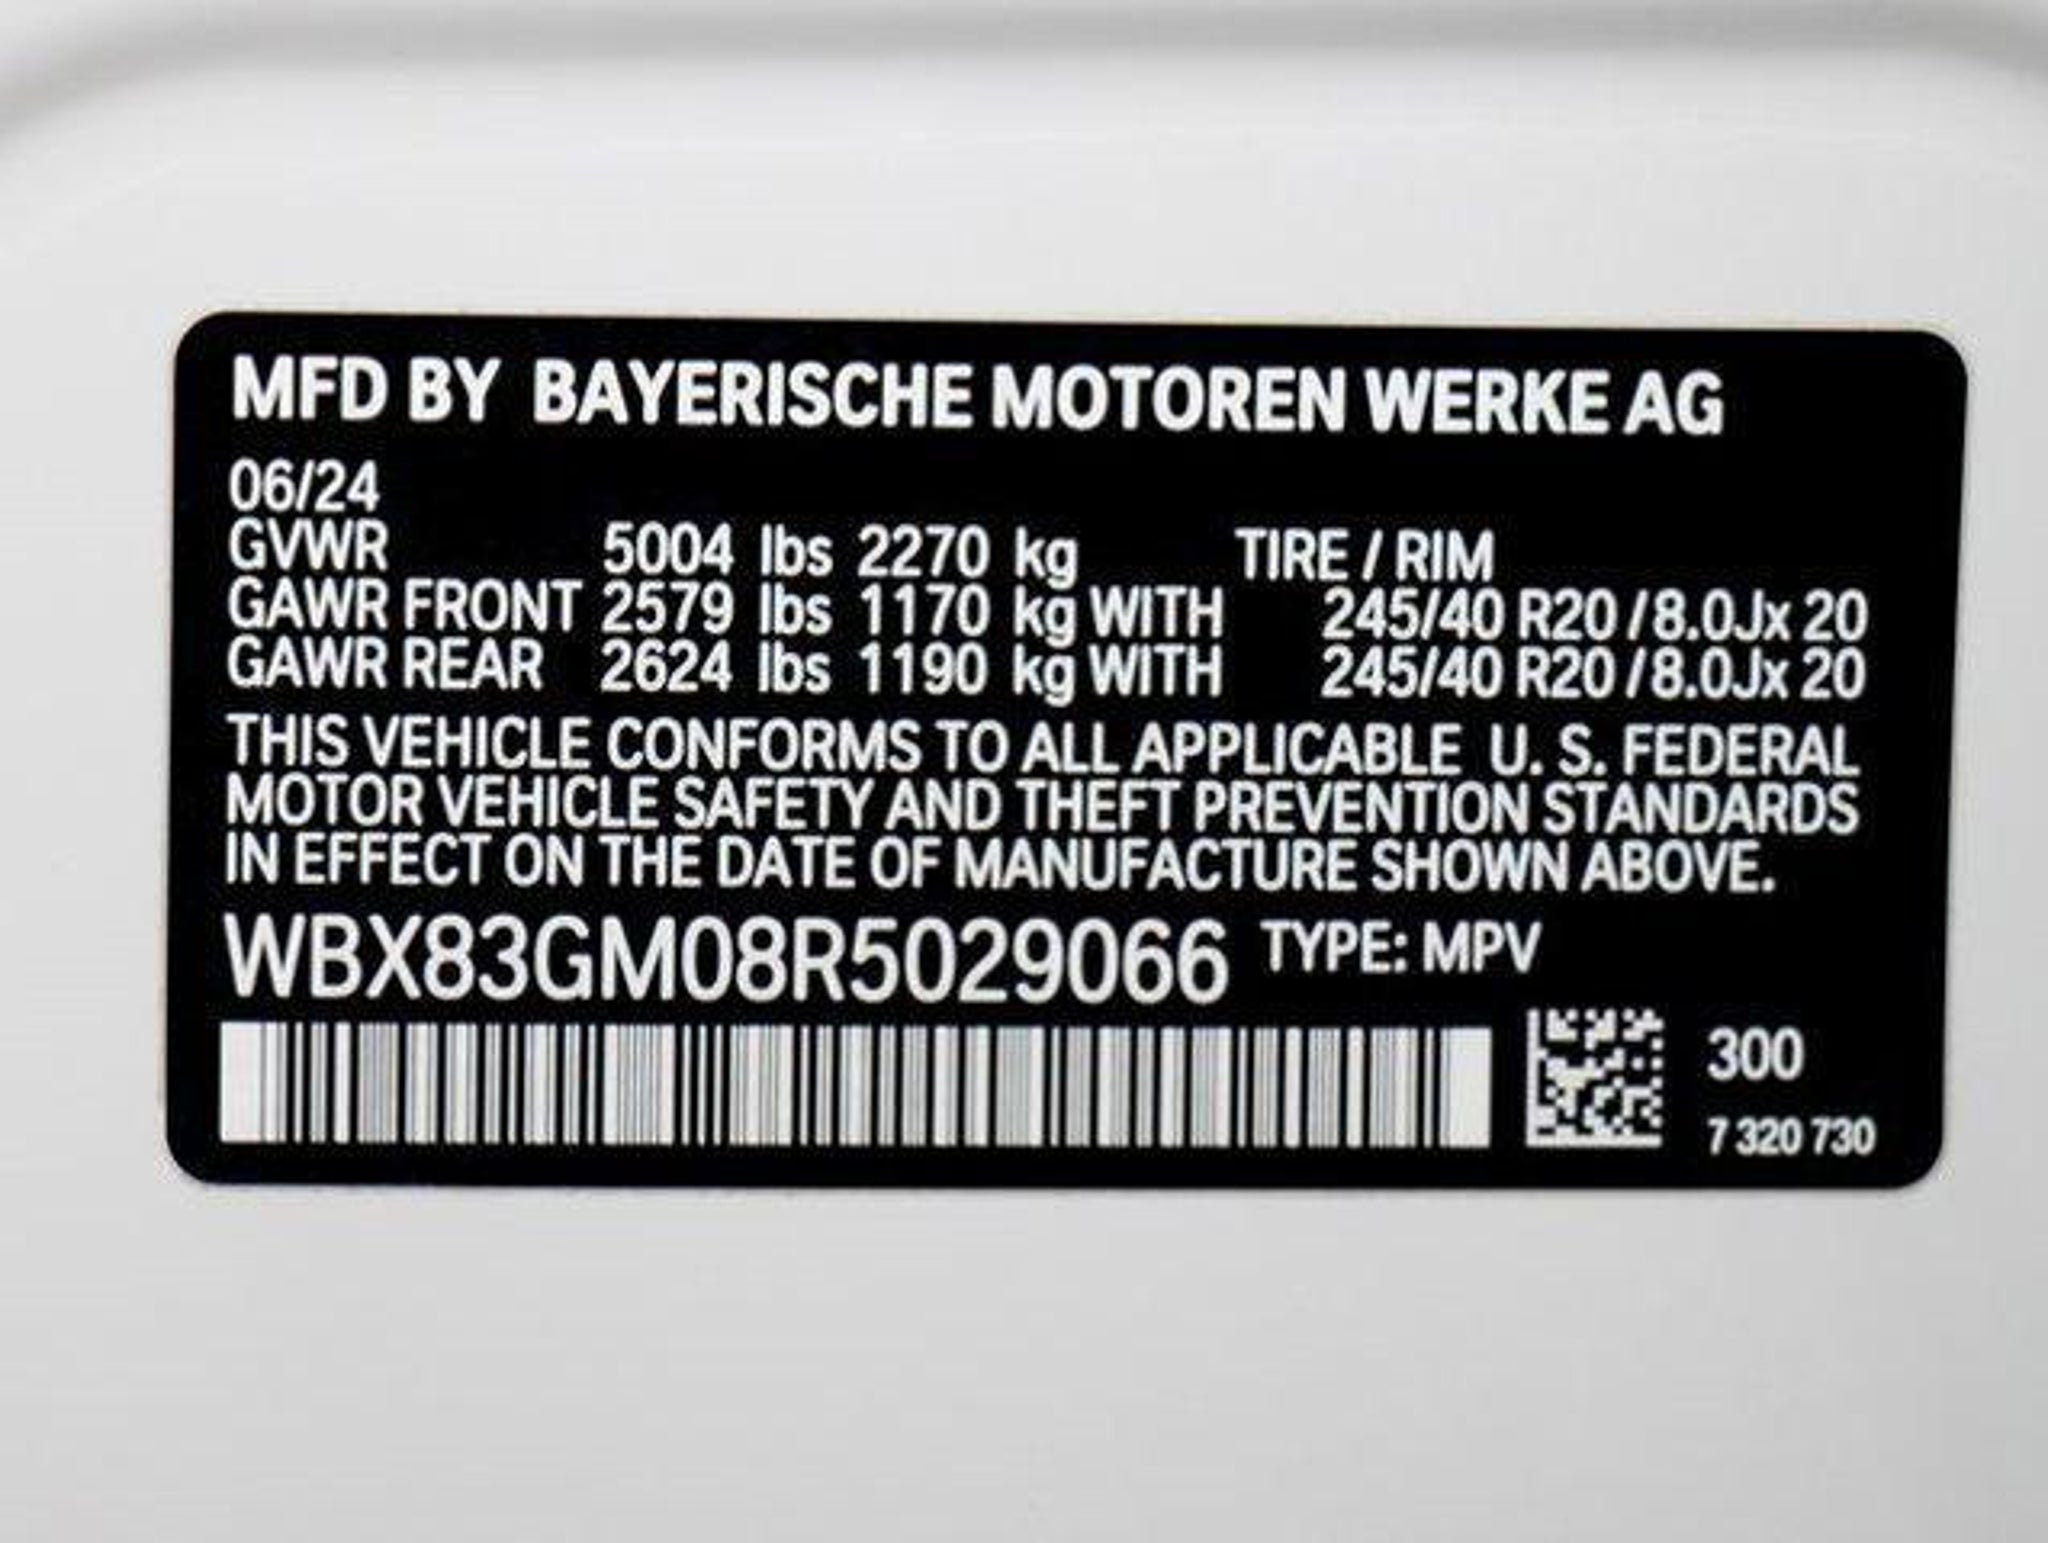 MFD BY BAYERISCHE MOTOREN WERKE AG
06/24
GVWR 5004 lbs 2270 kg TIRE / RIM
GAWR FRONT 2579 lbs 1170 kg WITH 245/40 R20 / 8.0Jx 20
GAWR REAR 2624 lbs 1190 kg WITH 245/40 R20 / 8.0Jx 20
THIS VEHICLE CONFORMS TO ALL APPLICABLE U. S. FEDERAL
MOTOR VEHICLE SAFETY AND THEFT PREVENTION STANDARDS
IN EFFECT ON THE DATE OF MANUFACTURE SHOWN ABOVE.
WBX83GM08R5029066 TYPE: MPV
300
7 320 730